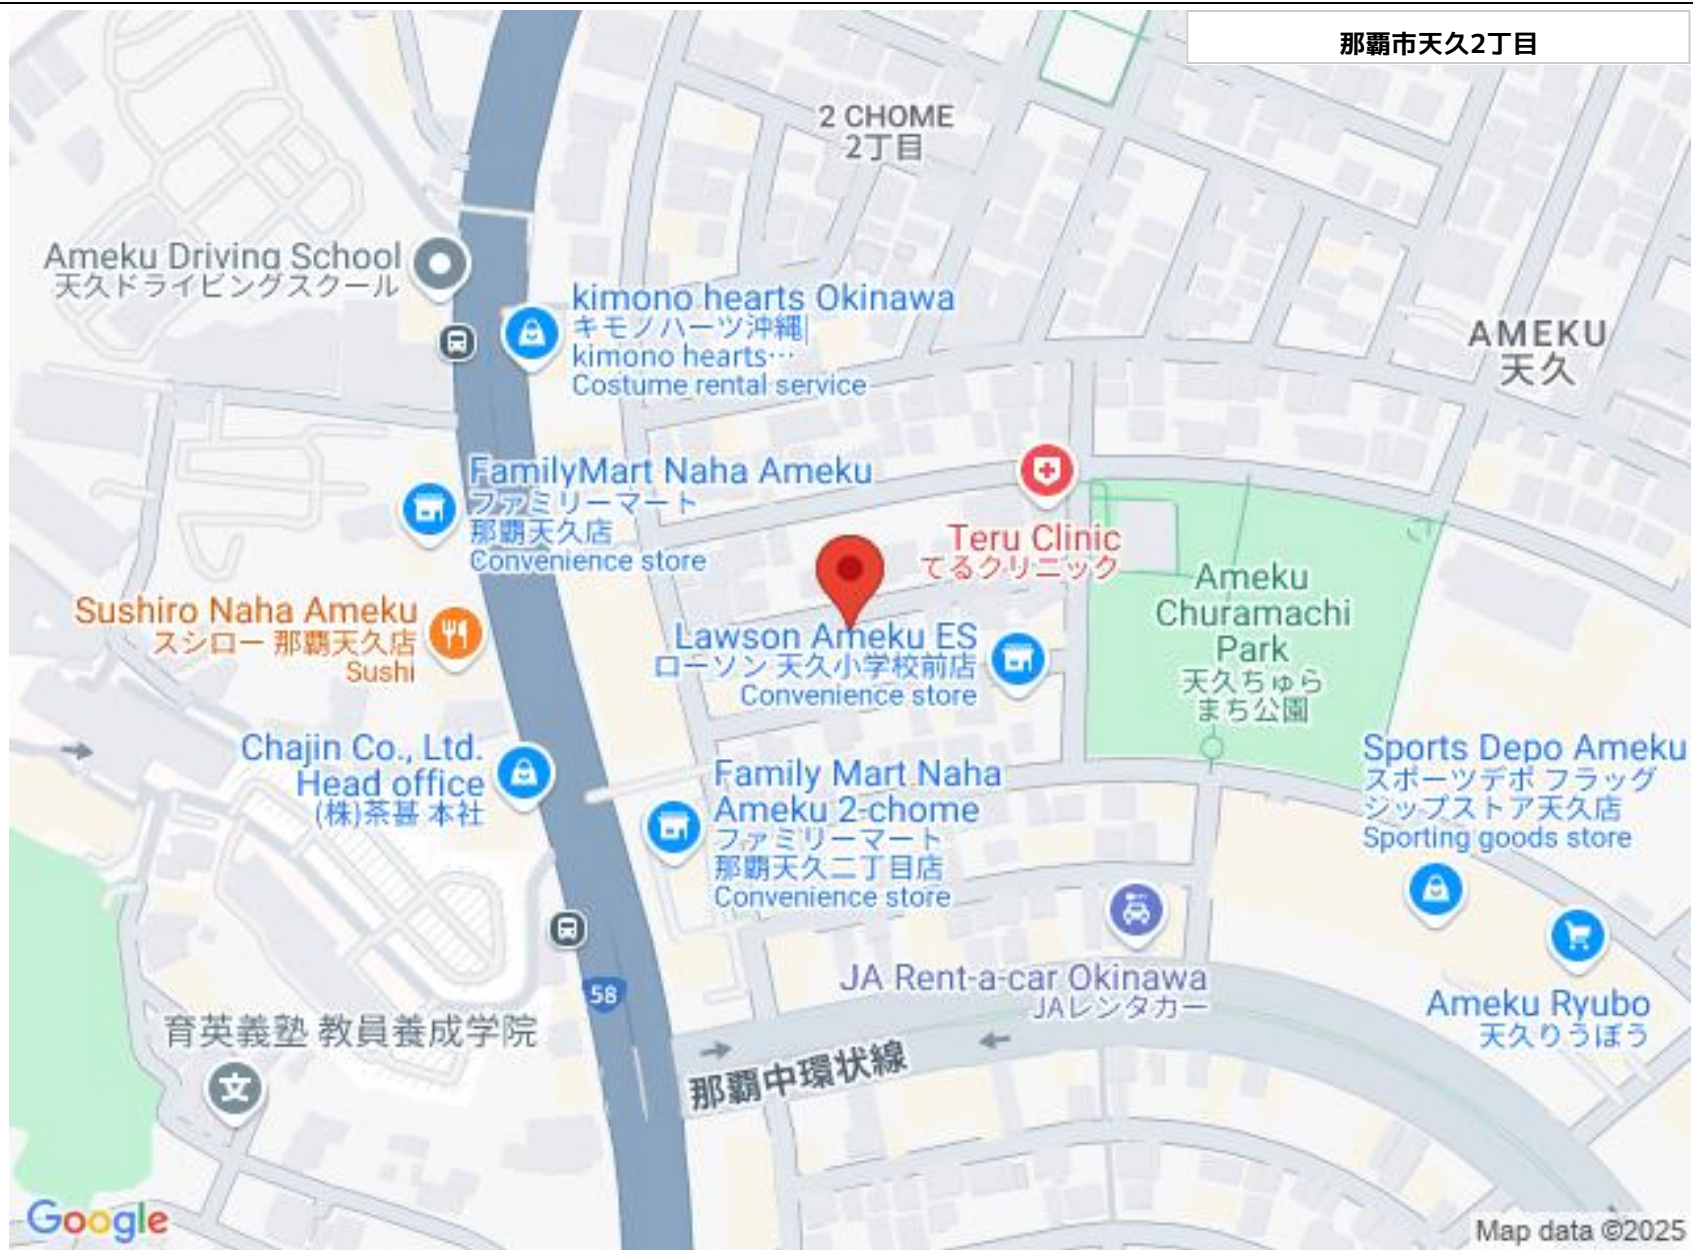 那覇市天久2丁目
2 CHOME
2丁目
Ameku Driving School
天久ドライビングスクール
kimono hearts Okinawa
キモノハーツ沖縄|
kimono hearts…
Costume rental service
AMEKU
天久
FamilyMart Naha Ameku
ファミリーマート
那覇天久店
Convenience store
Teru Clinic
てるクリニック
Ameku
Churamachi
Park
天久ちゅら
まち公園
Sushiro Naha Ameku
スシロー 那覇天久店
Sushi
Lawson Ameku ES
ローソン 天久小学校前店
Convenience store
Chajin Co., Ltd.
Head office
(株)茶甚 本社
Family Mart Naha
Ameku 2-chome
ファミリーマート
那覇天久二丁目店
Convenience store
Sports Depo Ameku
スポーツデポ フラッグ
シップストア天久店
Sporting goods store
58
JA Rent-a-car Okinawa
JAレンタカー
Ameku Ryubo
天久りうぼう
育英義塾 教員養成学院
文
那覇中環状線
Google
Map data ©2025